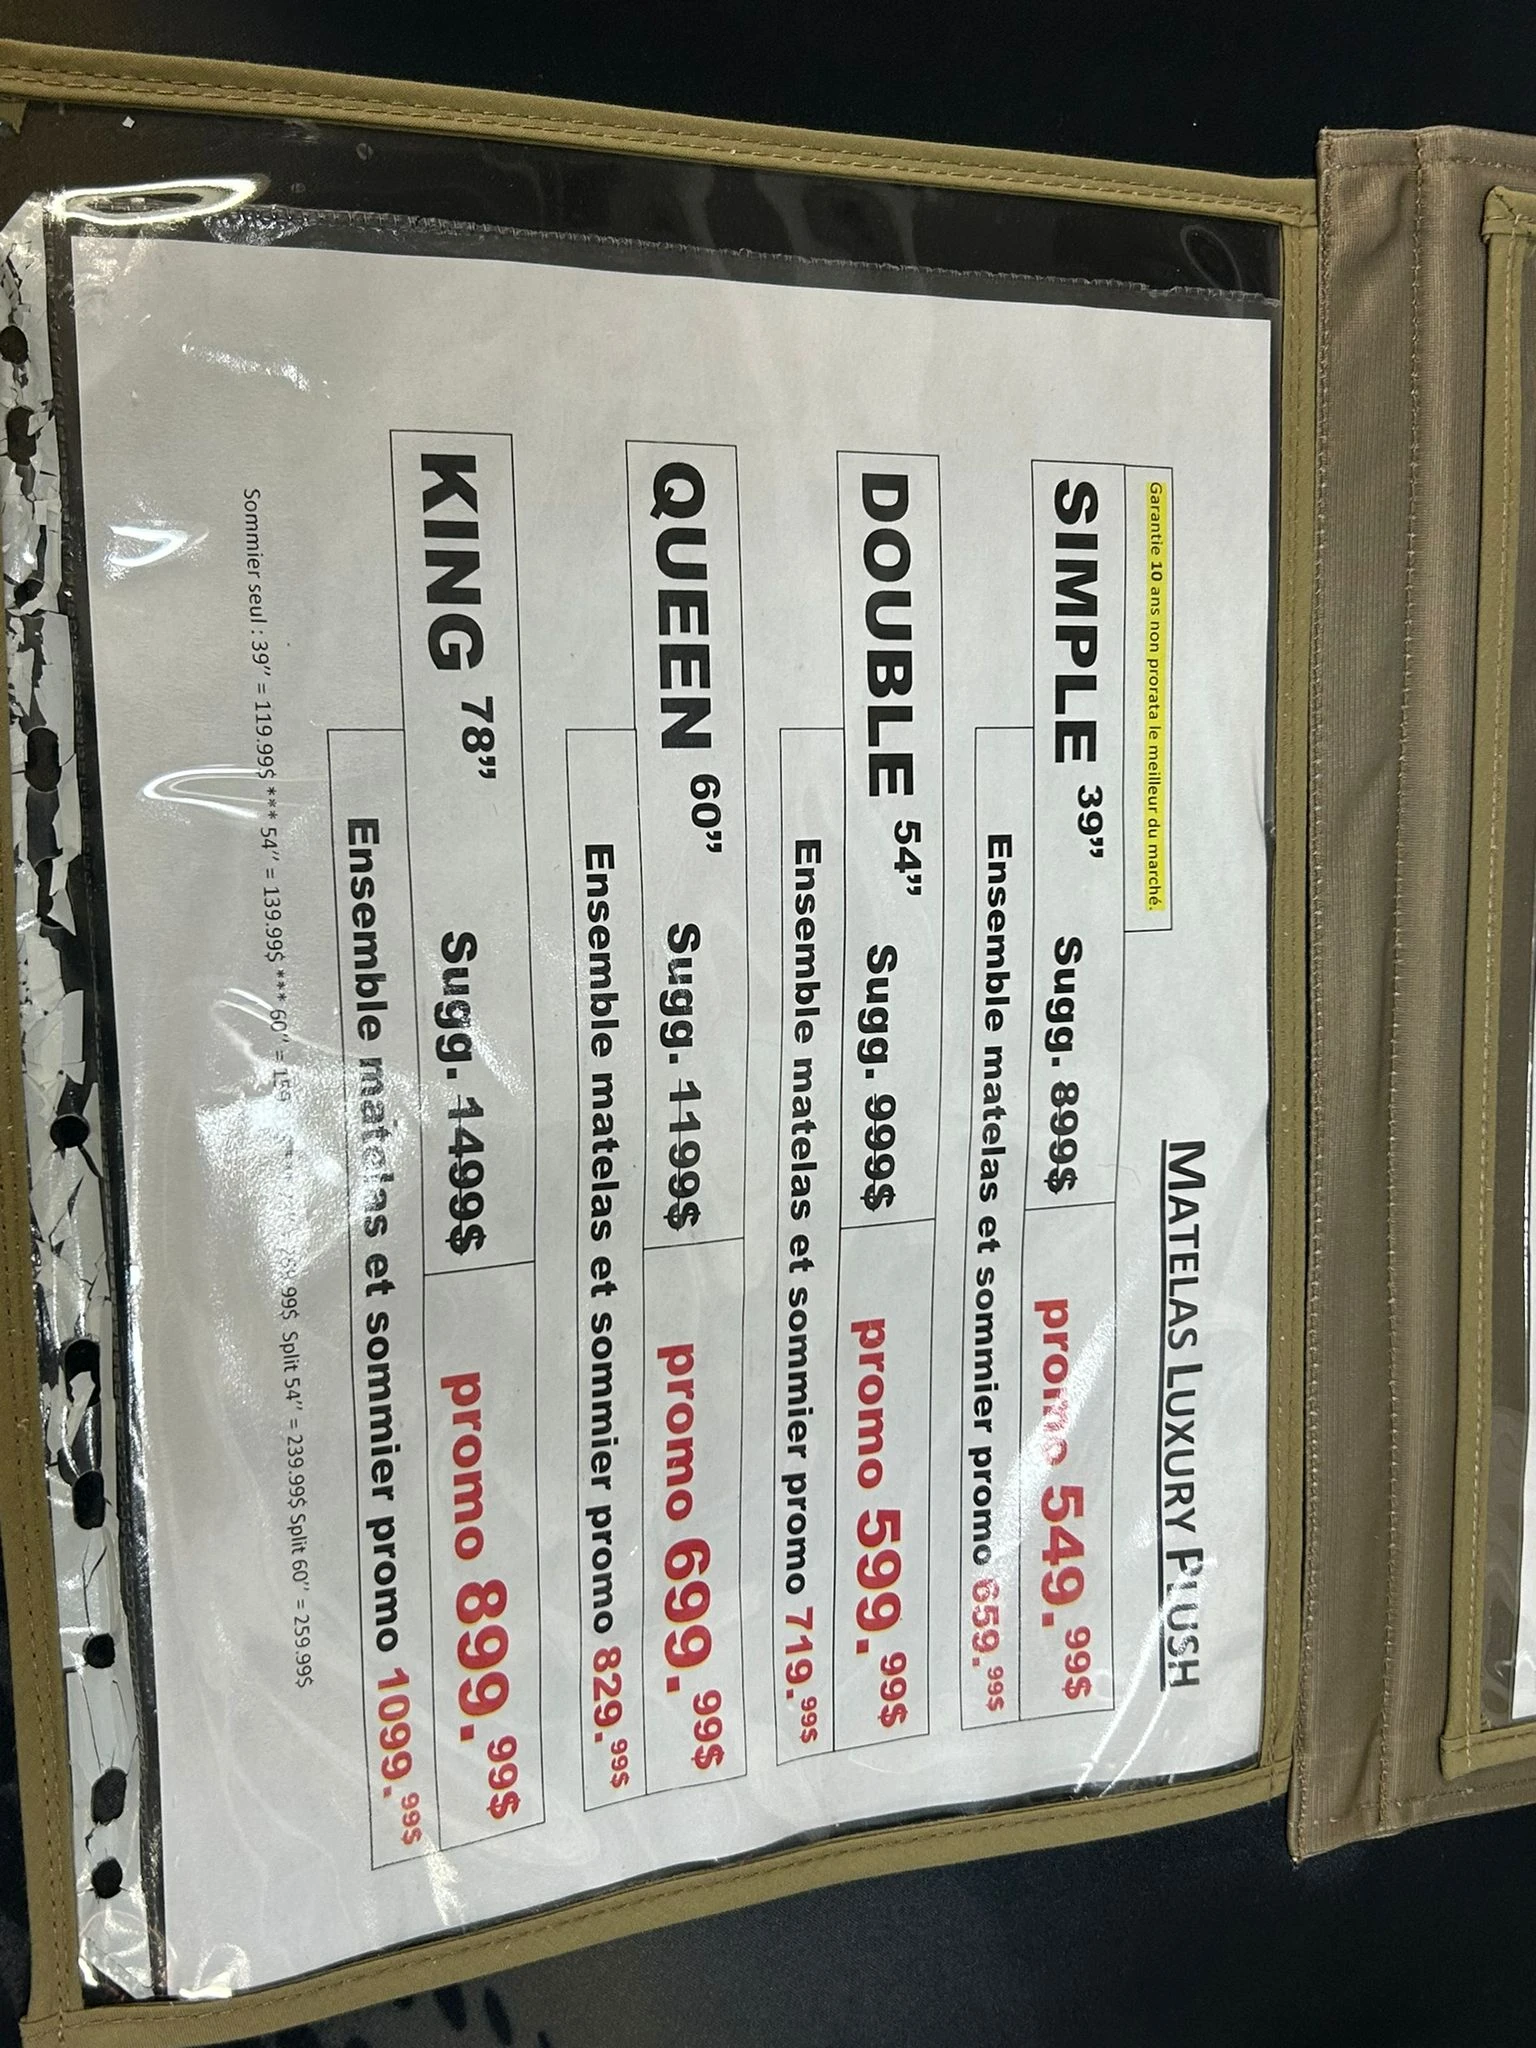 MATELAS LUXURY PLUSH
Garantie 10 ans non prorata le meilleur du marché.
SIMPLE 39’’ Sugg. 899$ promo 549.99$
Ensemble matelas et sommier promo 659.99$
DOUBLE 54’’ Sugg. 999$ promo 599.99$
Ensemble matelas et sommier promo 719.99$
QUEEN 60’’ Sugg. 1199$ promo 699.99$
Ensemble matelas et sommier promo 829.99$
KING 78’’ Sugg. 1499$ promo 899.99$
Ensemble matelas et sommier promo 1099.99$
Sommier seul : 39’’ = 119.99$ *** 54’’ = 139.99$ *** 60’’ = Split 54’’ = 239.99$ Split 60’’ = 259.99$